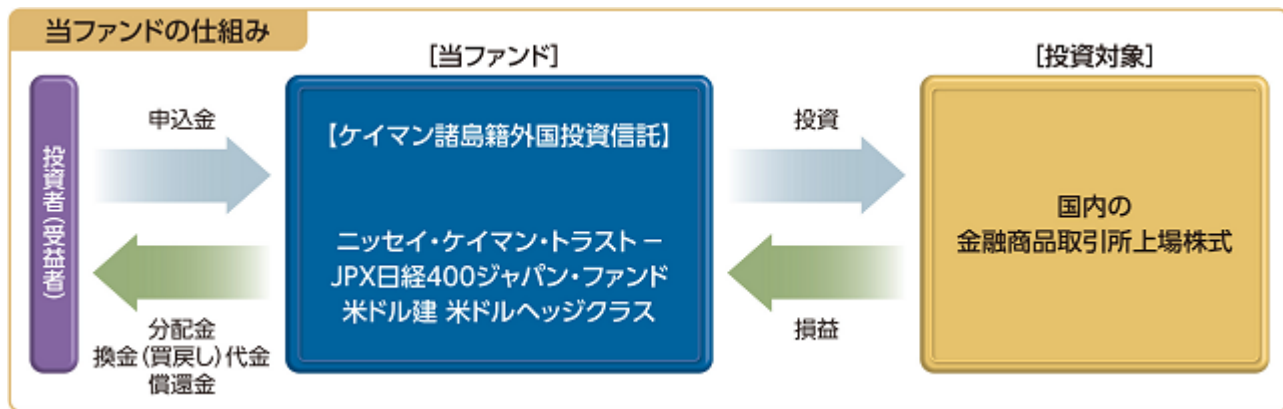 当ファンドの仕組み
[当ファンド]
[投資対象]
投資者(受益者)
申込金
分配金
換金(買戻し)代金
償還金
【ケイマン諸島籍外国投資信託】
ニッセイ・ケイマン・トラスト－
JPX日経400ジャパン・ファンド
米ドル建 米ドルヘッジクラス
投資
損益
国内の
金融商品取引所上場株式